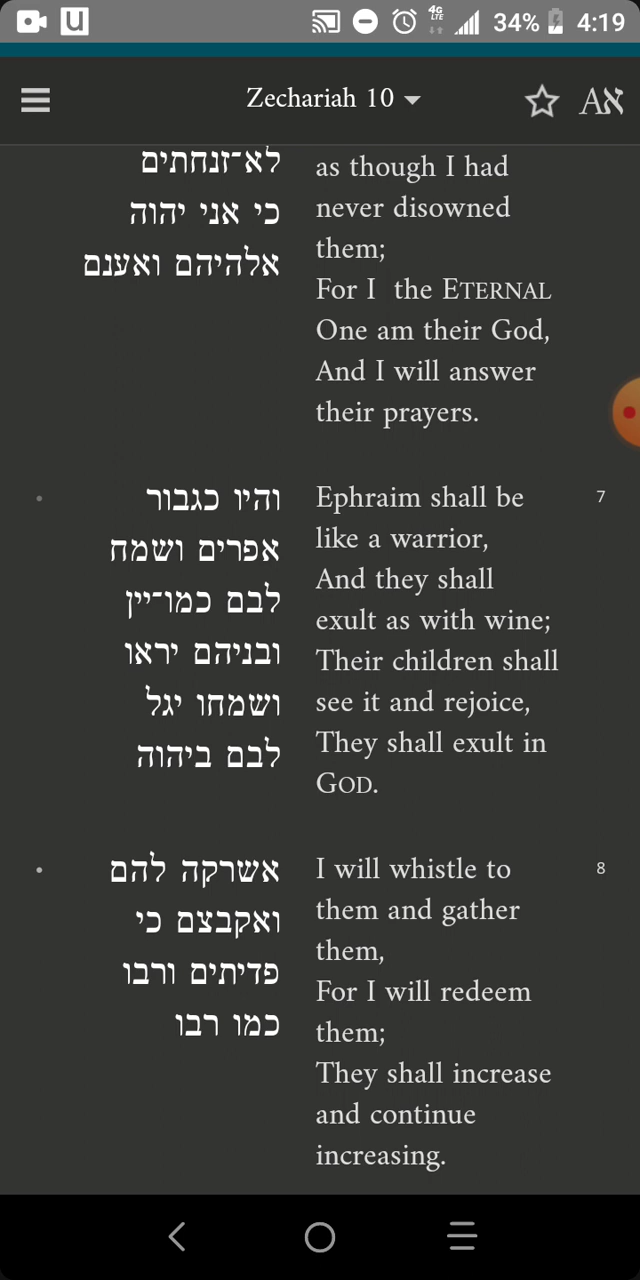 4G
LTE
34%
4:19
Zechariah 10
Aא
לא־זנחתים
כי אני יהוה
אלהיהם ואענם
as though I had
never disowned
them;
For I the ETERNAL
One am their God,
And I will answer
their prayers.
והיו כגבור
אפרים ושמח
לבם כמו־יין
ובניהם יראו
ושמחו יגל
לבם ביהוה
Ephraim shall be
like a warrior,
And they shall
exult as with wine;
Their children shall
see it and rejoice,
They shall exult in
GOD.
7
אשרקה להם
ואקבצם כי
פדיתים ורבו
כמו רבו
I will whistle to
them and gather
them,
For I will redeem
them;
They shall increase
and continue
increasing.
8